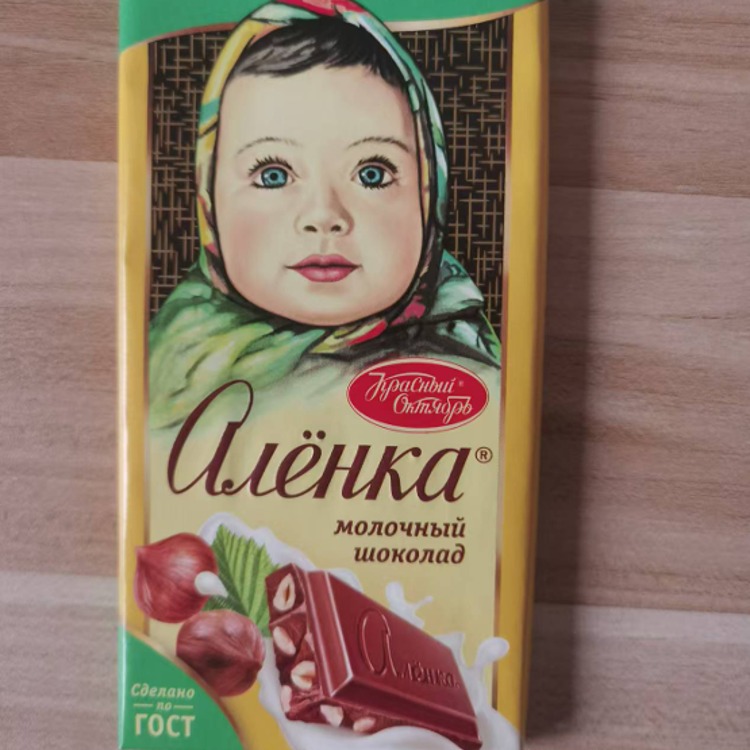 Красный
Октябрь
Алёнка®
молочный
шоколад
Алёнка
Сделано
по
ГОСТ